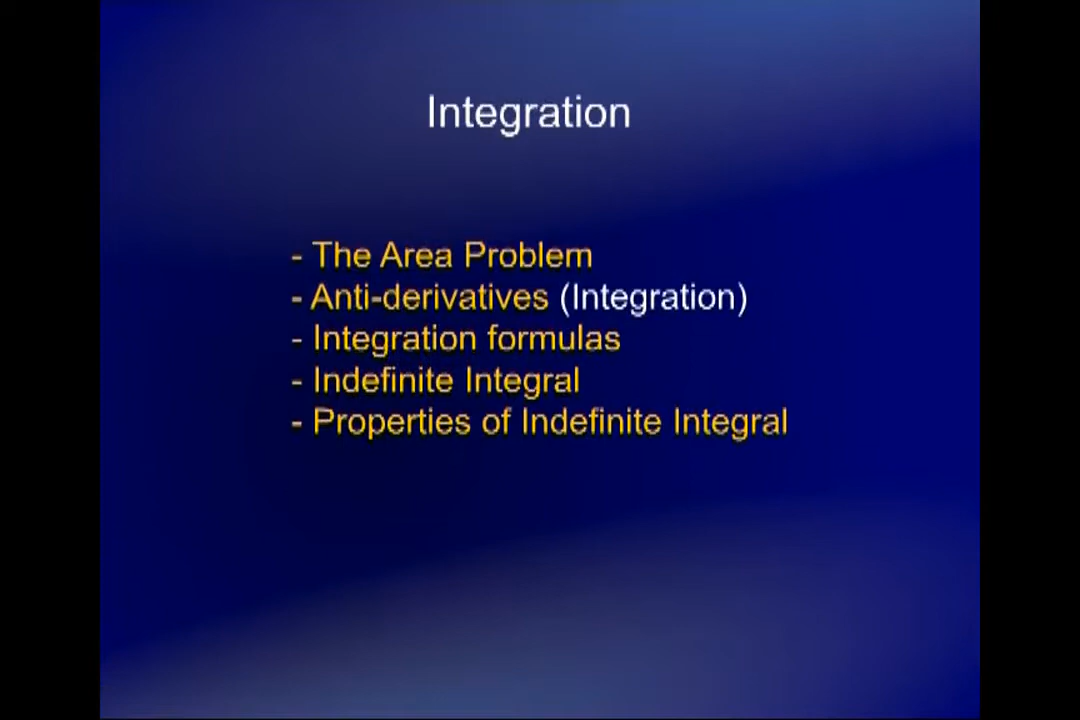 Integration
- The Area Problem
- Anti-derivatives (Integration)
- Integration formulas
- Indefinite Integral
- Properties of Indefinite Integral